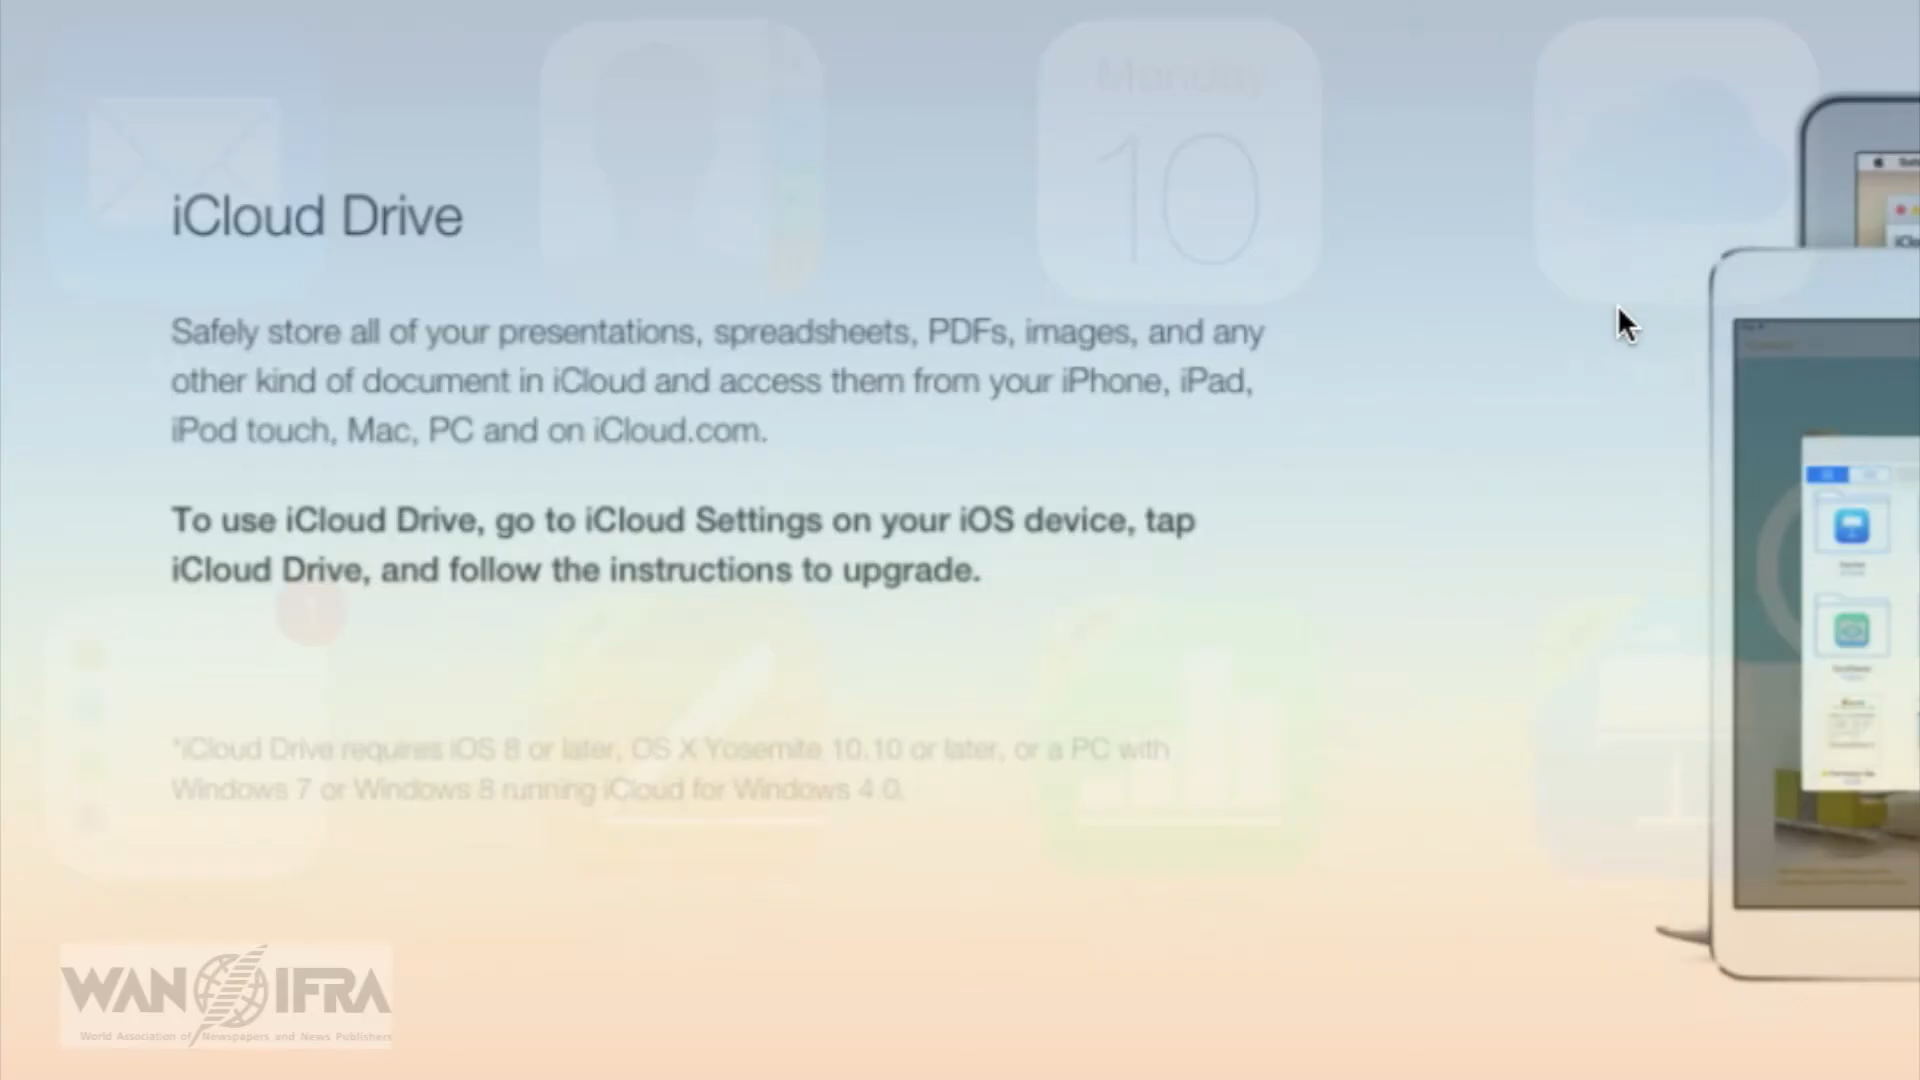 Monday
10
iCloud Drive
Safely store all of your presentations, spreadsheets, PDFs, images, and any
other kind of document in iCloud and access them from your iPhone, iPad,
iPod touch, Mac, PC and on iCloud.com.
To use iCloud Drive, go to iCloud Settings on your iOS device, tap
iCloud Drive, and follow the instructions to upgrade.
*iCloud Drive requires iOS 8 or later, OS X Yosemite 10.10 or later, or a PC with
Windows 7 or Windows 8 running iCloud for Windows 4.0.
WAN IFRA
World Association of Newspapers and News Publishers